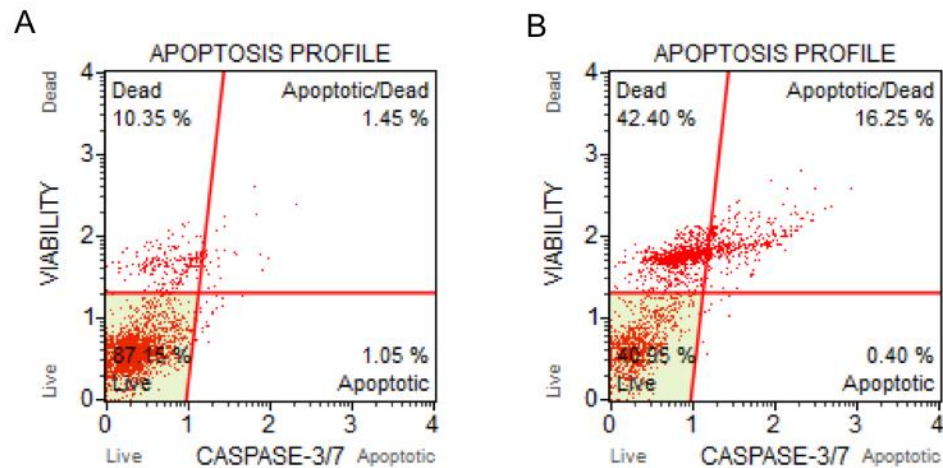 A
APOPTOSIS PROFILE
4
3
2
1
0
Dead
Live
VIABILITY
Dead
10.35 %
Apoptotic/Dead
1.45 %
87.15 %
Live
1.05 %
Apoptotic
0 1 2 3 4
Live CASPASE-3/7 Apoptotic
B
APOPTOSIS PROFILE
4
3
2
1
0
Dead
Live
VIABILITY
Dead
42.40 %
Apoptotic/Dead
16.25 %
40.95 %
Live
0.40 %
Apoptotic
0 1 2 3 4
Live CASPASE-3/7 Apoptotic